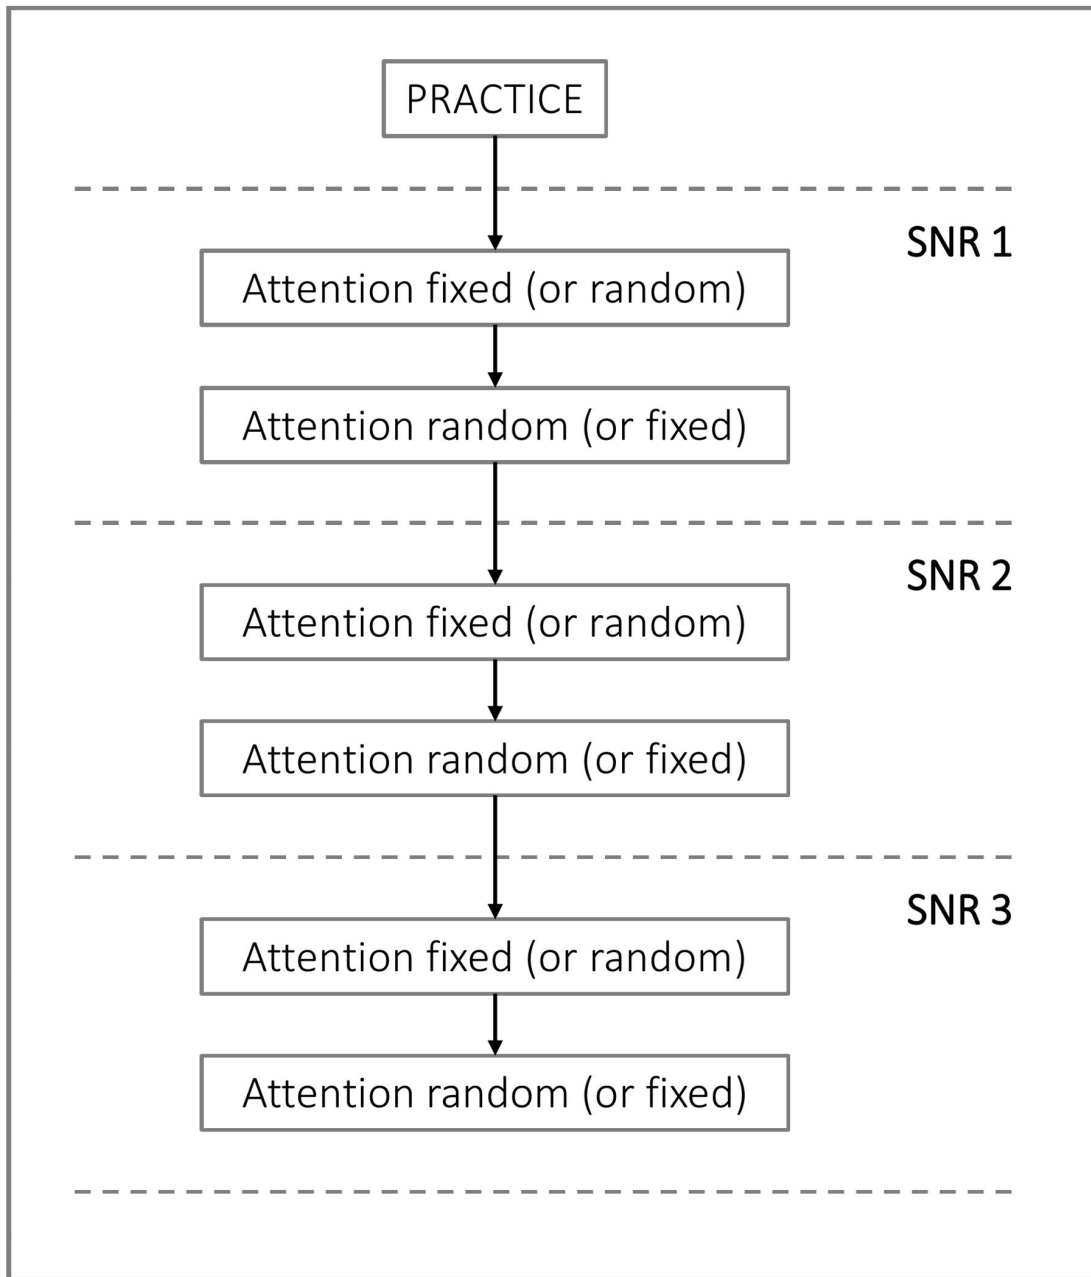 PRACTICE
SNR 1
Attention fixed (or random)
Attention random (or fixed)
SNR 2
Attention fixed (or random)
Attention random (or fixed)
SNR 3
Attention fixed (or random)
Attention random (or fixed)